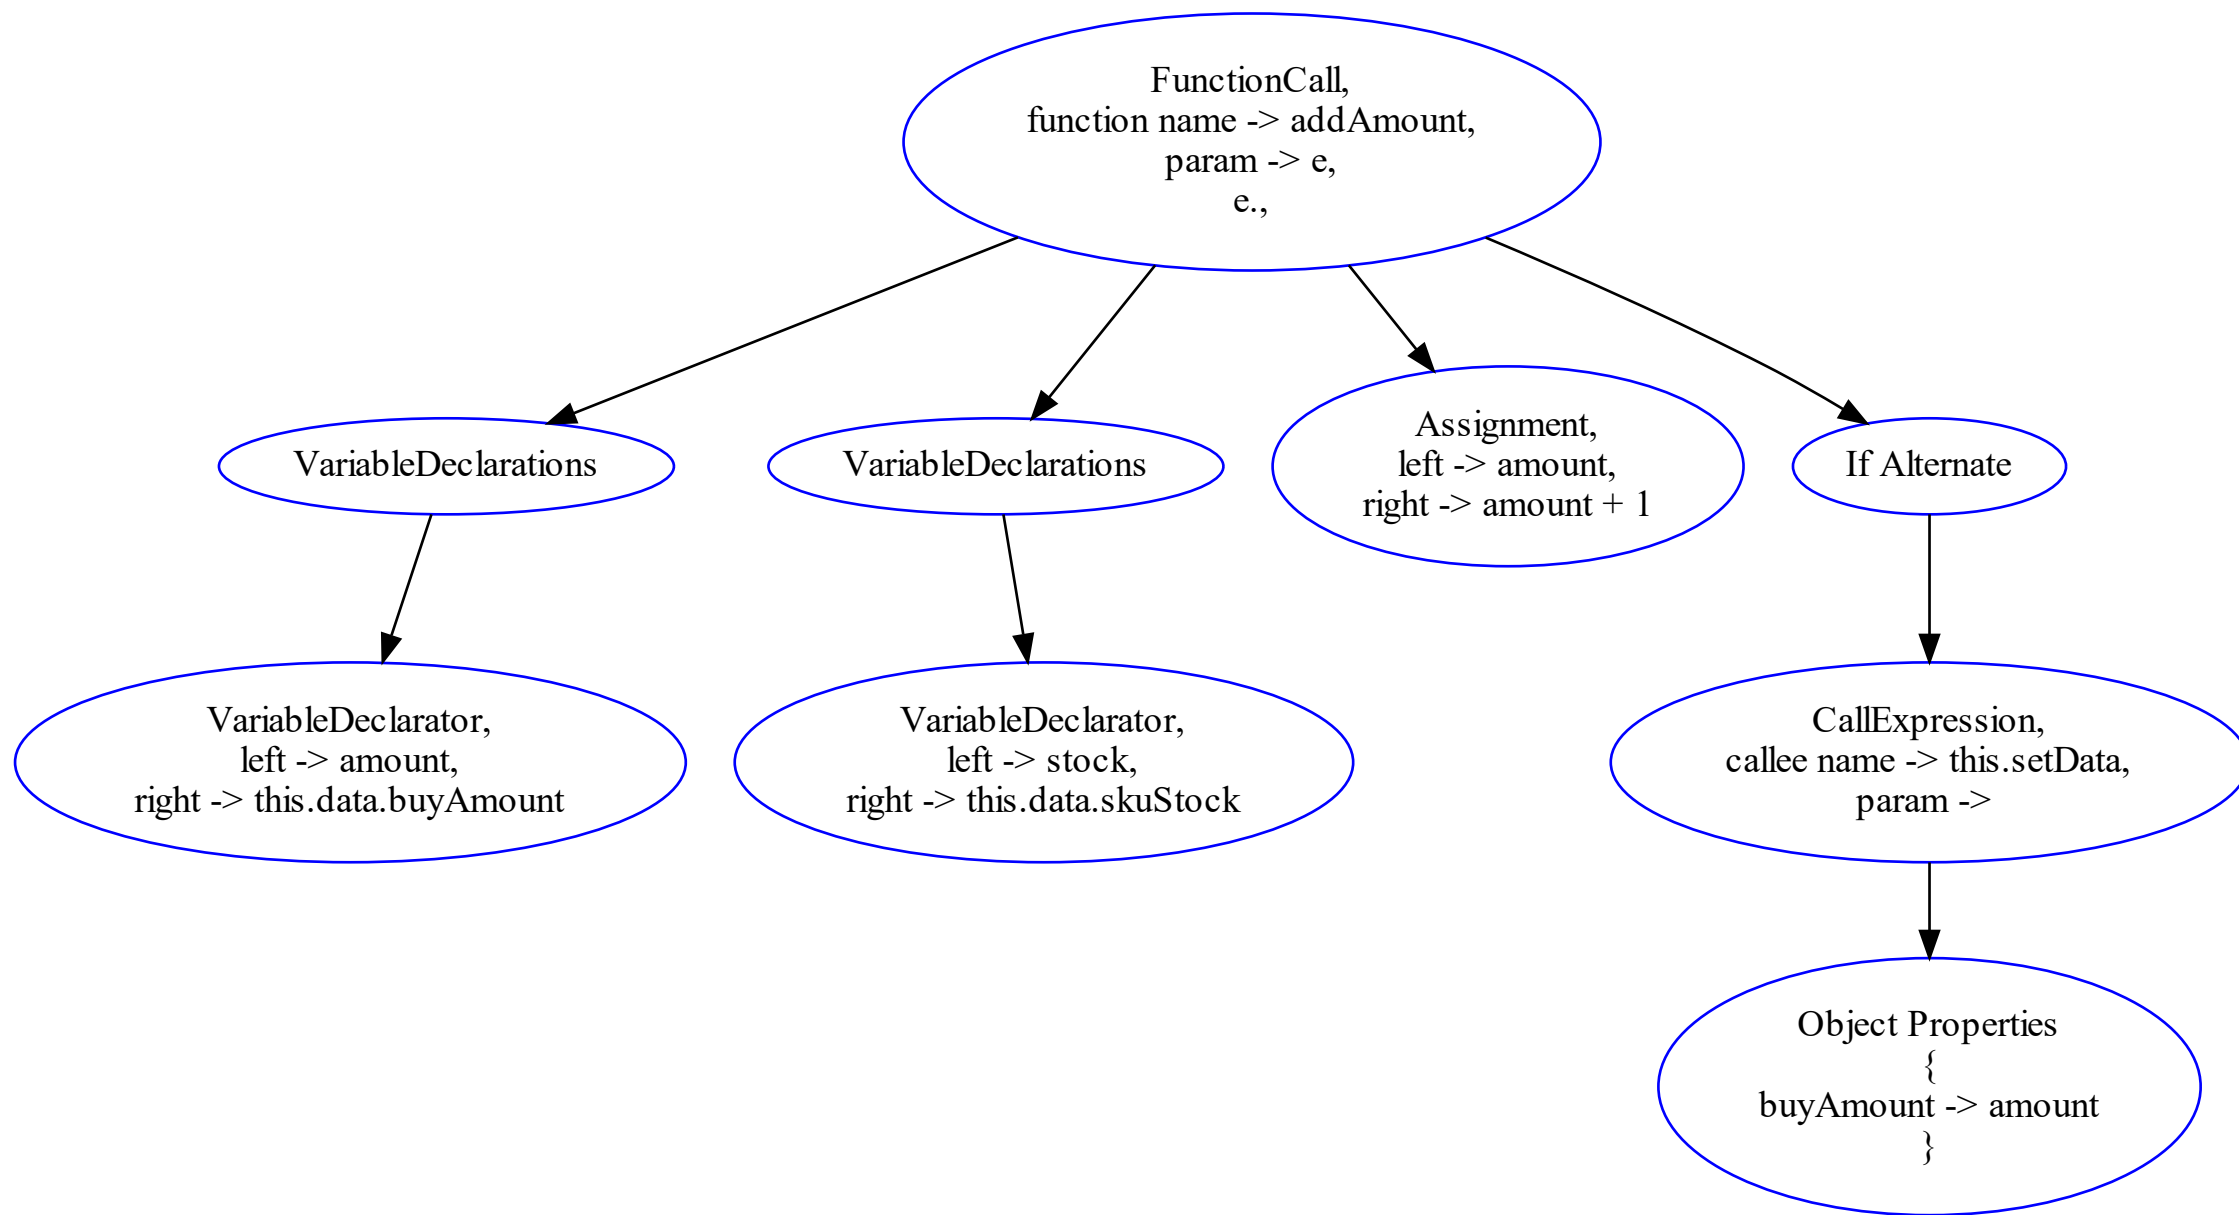 FunctionCall,
function name -> addAmount,
param -> e,
e.,
VariableDeclarations
VariableDeclarations
Assignment,
left -> amount,
right -> amount + 1
If Alternate
VariableDeclarator,
left -> amount,
right -> this.data.buyAmount
VariableDeclarator,
left -> stock,
right -> this.data.skuStock
CallExpression,
callee name -> this.setData,
param ->
Object Properties
{
buyAmount -> amount
}